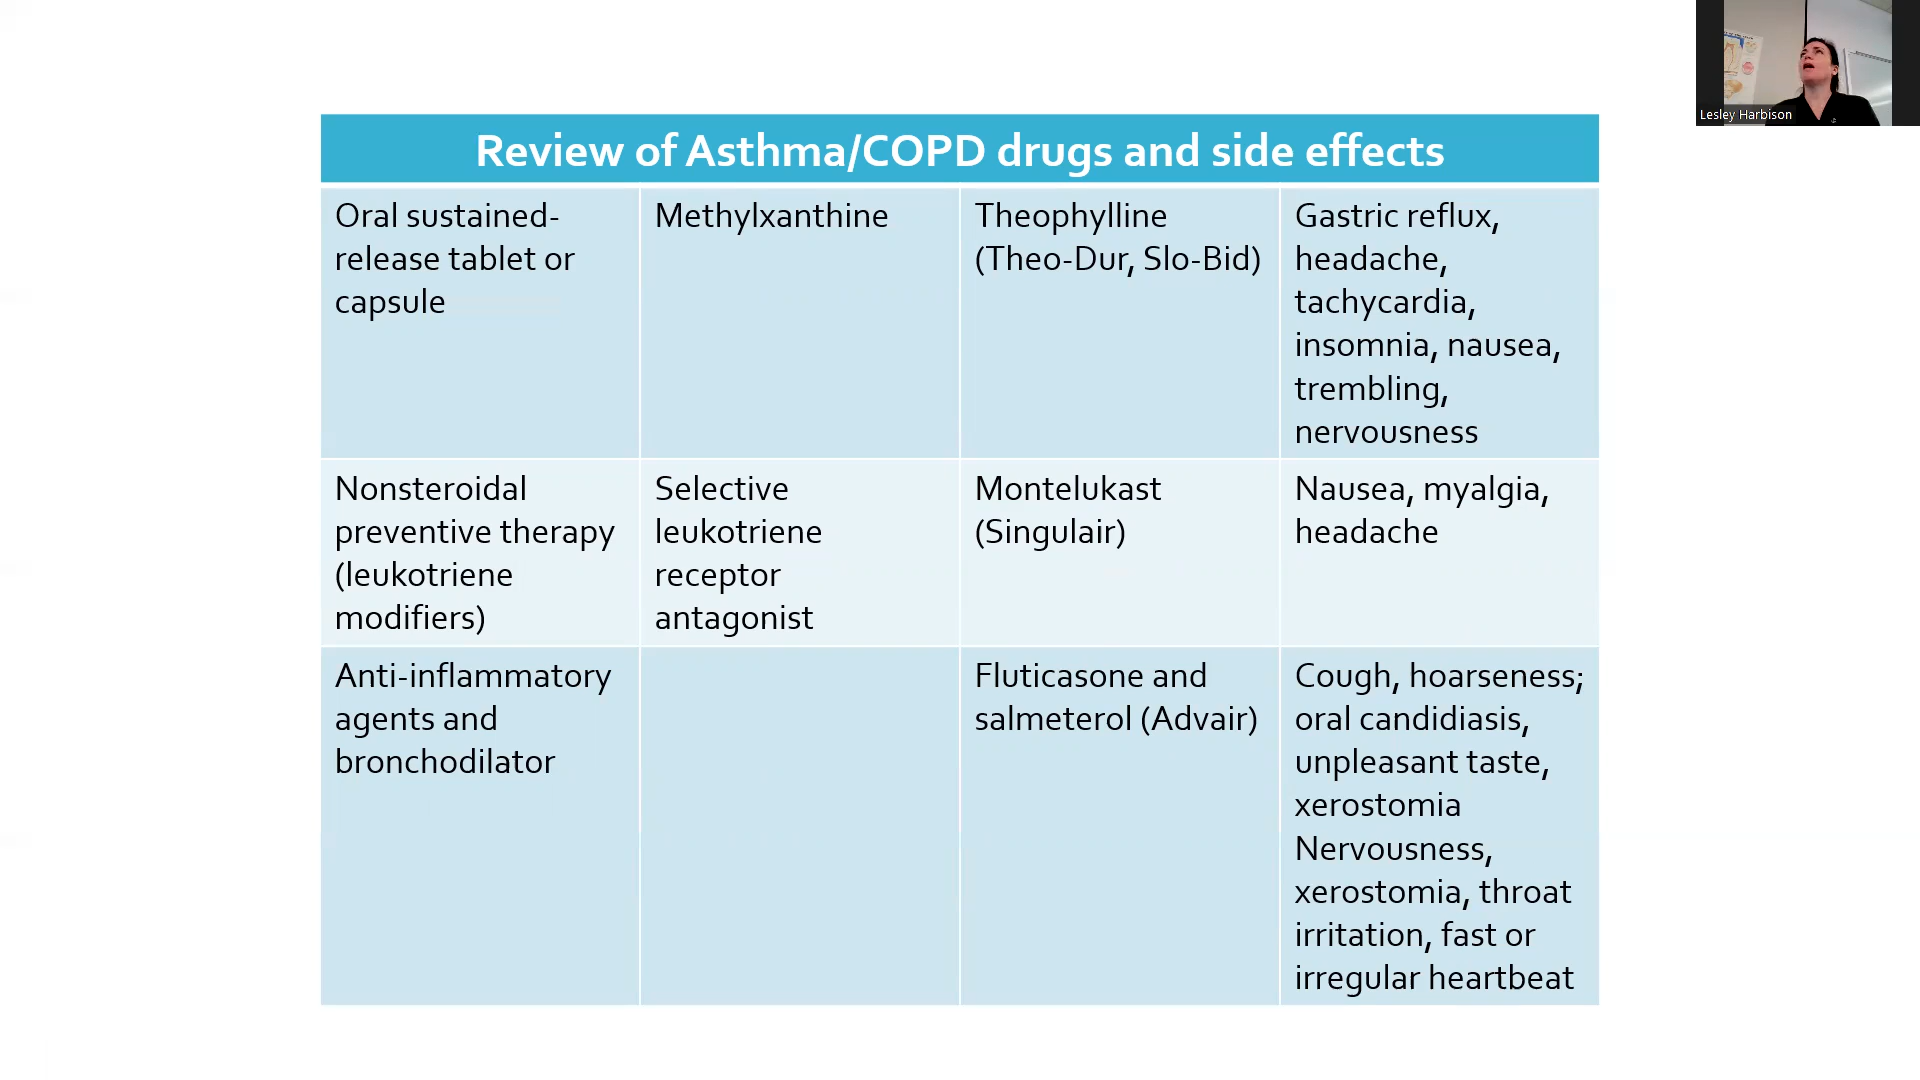 Review of Asthma/COPD drugs and side effects
Oral sustained-
release tablet or
capsule
Methylxanthine
Theophylline
(Theo-Dur, Slo-Bid)
Gastric reflux,
headache,
tachycardia,
insomnia, nausea,
trembling,
nervousness
Nonsteroidal
preventive therapy
(leukotriene
modifiers)
Selective
leukotriene
receptor
antagonist
Montelukast
(Singulair)
Nausea, myalgia,
headache
Anti-inflammatory
agents and
bronchodilator
Fluticasone and
salmeterol (Advair)
Cough, hoarseness;
oral candidiasis,
unpleasant taste,
xerostomia
Nervousness,
xerostomia, throat
irritation, fast or
irregular heartbeat
Lesley Harbison